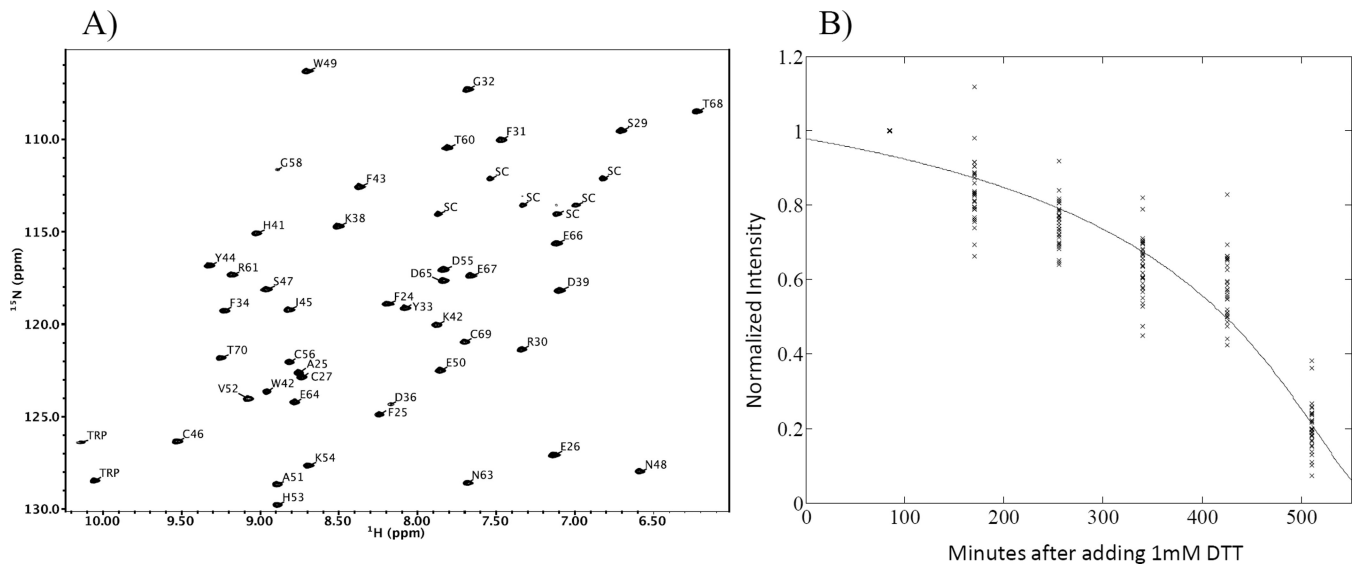 A)
W49
G32
T68
110.0
F31
S29
T60
G58
SC
SC
F43
SC
SC
SC
SC
K38
H41
115.0
E66
Y44
D55
R61
D65
E67
S47
D39
F34
I45
F24
Y33
120.0
K42
C69
R30
T70
C56
A25
C27
E50
V52
W42
E64
D36
F25
125.0
TRP
C46
E26
K54
N48
TRP
A51
N63
H53
130.0
15N (ppm)
10.00 9.50 9.00 8.50 8.00 7.50 7.00 6.50
1H (ppm)
B)
1.2
1
0.8
0.6
0.4
0.2
0
Normalized Intensity
0 100 200 300 400 500
Minutes after adding 1mM DTT